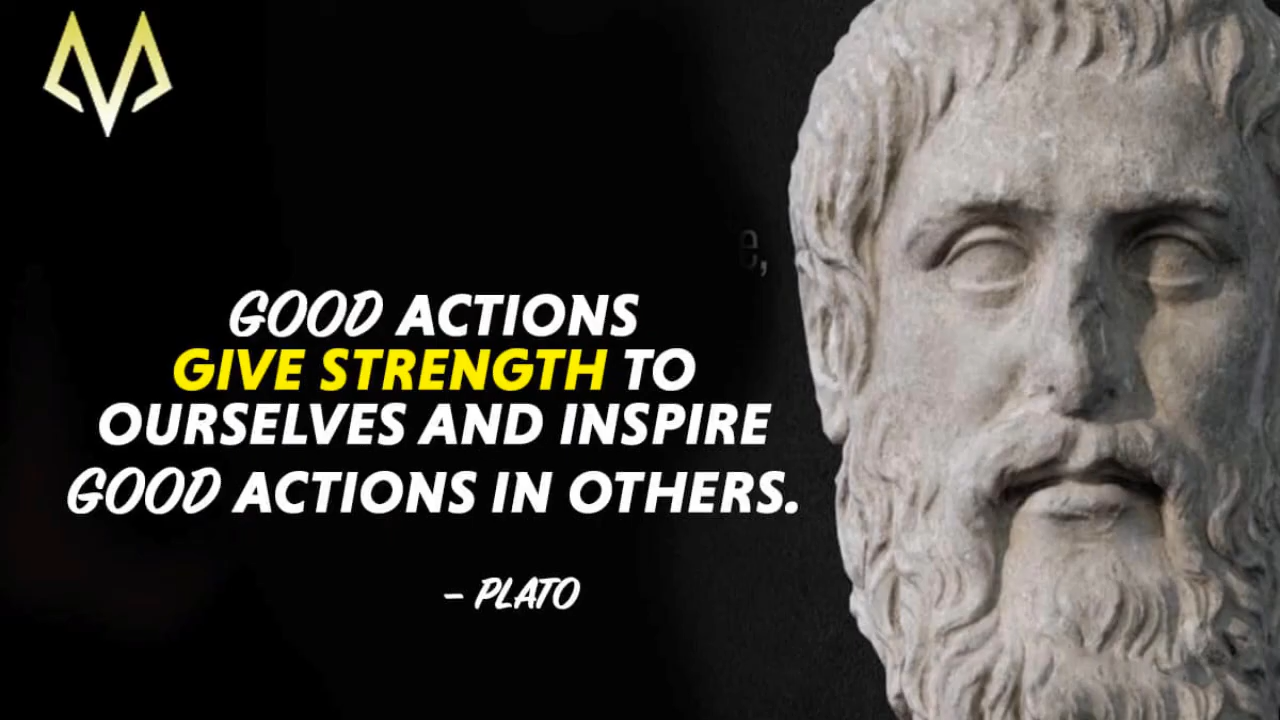 e,
GOOD ACTIONS
GIVE STRENGTH TO
OURSELVES AND INSPIRE
GOOD ACTIONS IN OTHERS.
– PLATO